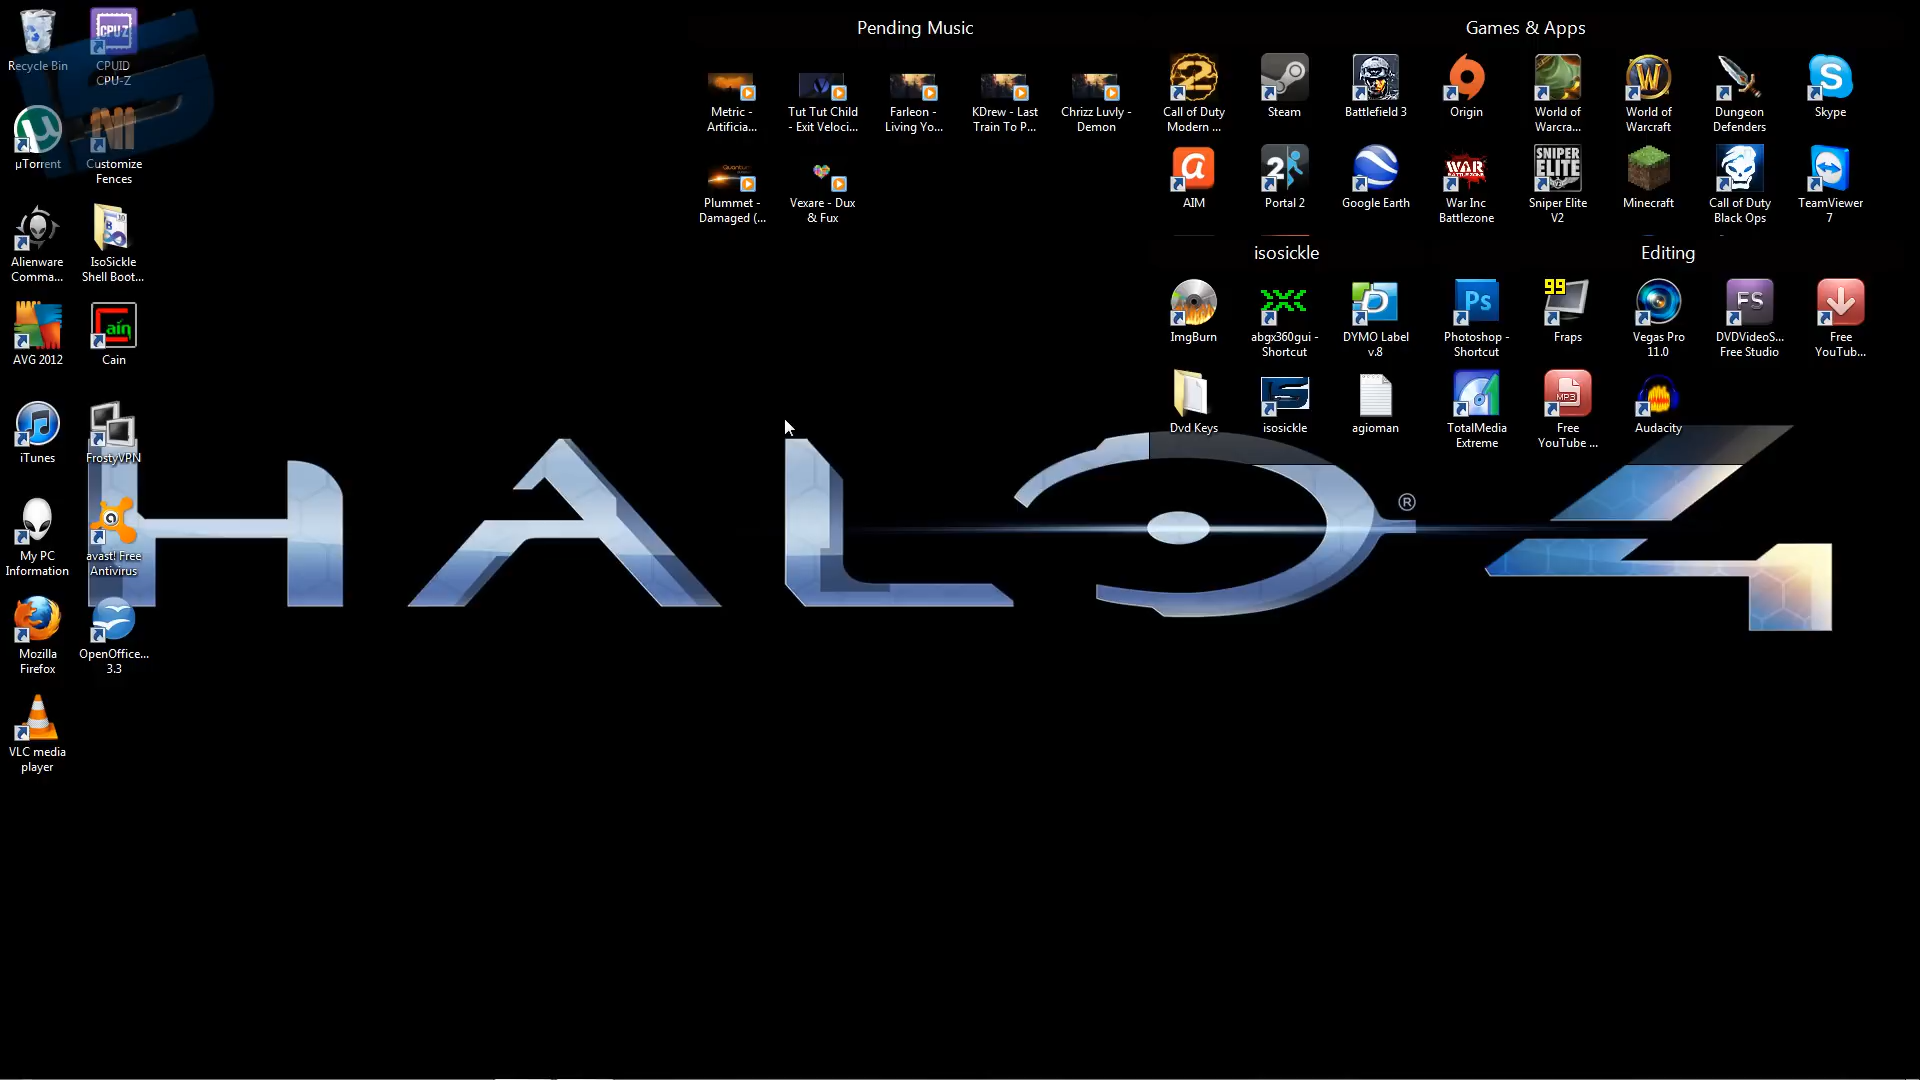 Recycle Bin
CPUID
CPU-Z
µTorrent
Customize
Fences
Alienware
Comma...
IsoSickle
Shell Boot...
AVG 2012
Cain
iTunes
FrostyVPN
My PC
Information
avast! Free
Antivirus
Mozilla
Firefox
OpenOffice...
3.3
VLC media
player
Pending Music
Metric -
Artificia...
Tut Tut Child
- Exit Veloci...
Farleon -
Living Yo...
KDrew - Last
Train To P...
Chrizz Luvly -
Demon
Plummet -
Damaged (...
Vexare - Dux
& Fux
Games & Apps
Call of Duty
Modern ...
Steam
Battlefield 3
Origin
World of
Warcra...
World of
Warcraft
Dungeon
Defenders
Skype
AIM
Portal 2
Google Earth
War Inc
Battlezone
SNIPER
ELITE
Sniper Elite
V2
Minecraft
Call of Duty
Black Ops
TeamViewer
7
isosickle
ImgBurn
abgx360gui -
Shortcut
DYMO Label
v.8
Dvd Keys
isosickle
agioman
Editing
Photoshop -
Shortcut
99
Fraps
Vegas Pro
11.0
DVDVideoS...
Free Studio
Free
YouTub...
TotalMedia
Extreme
MP3
Free
YouTube ...
Audacity
HALO 4 ®